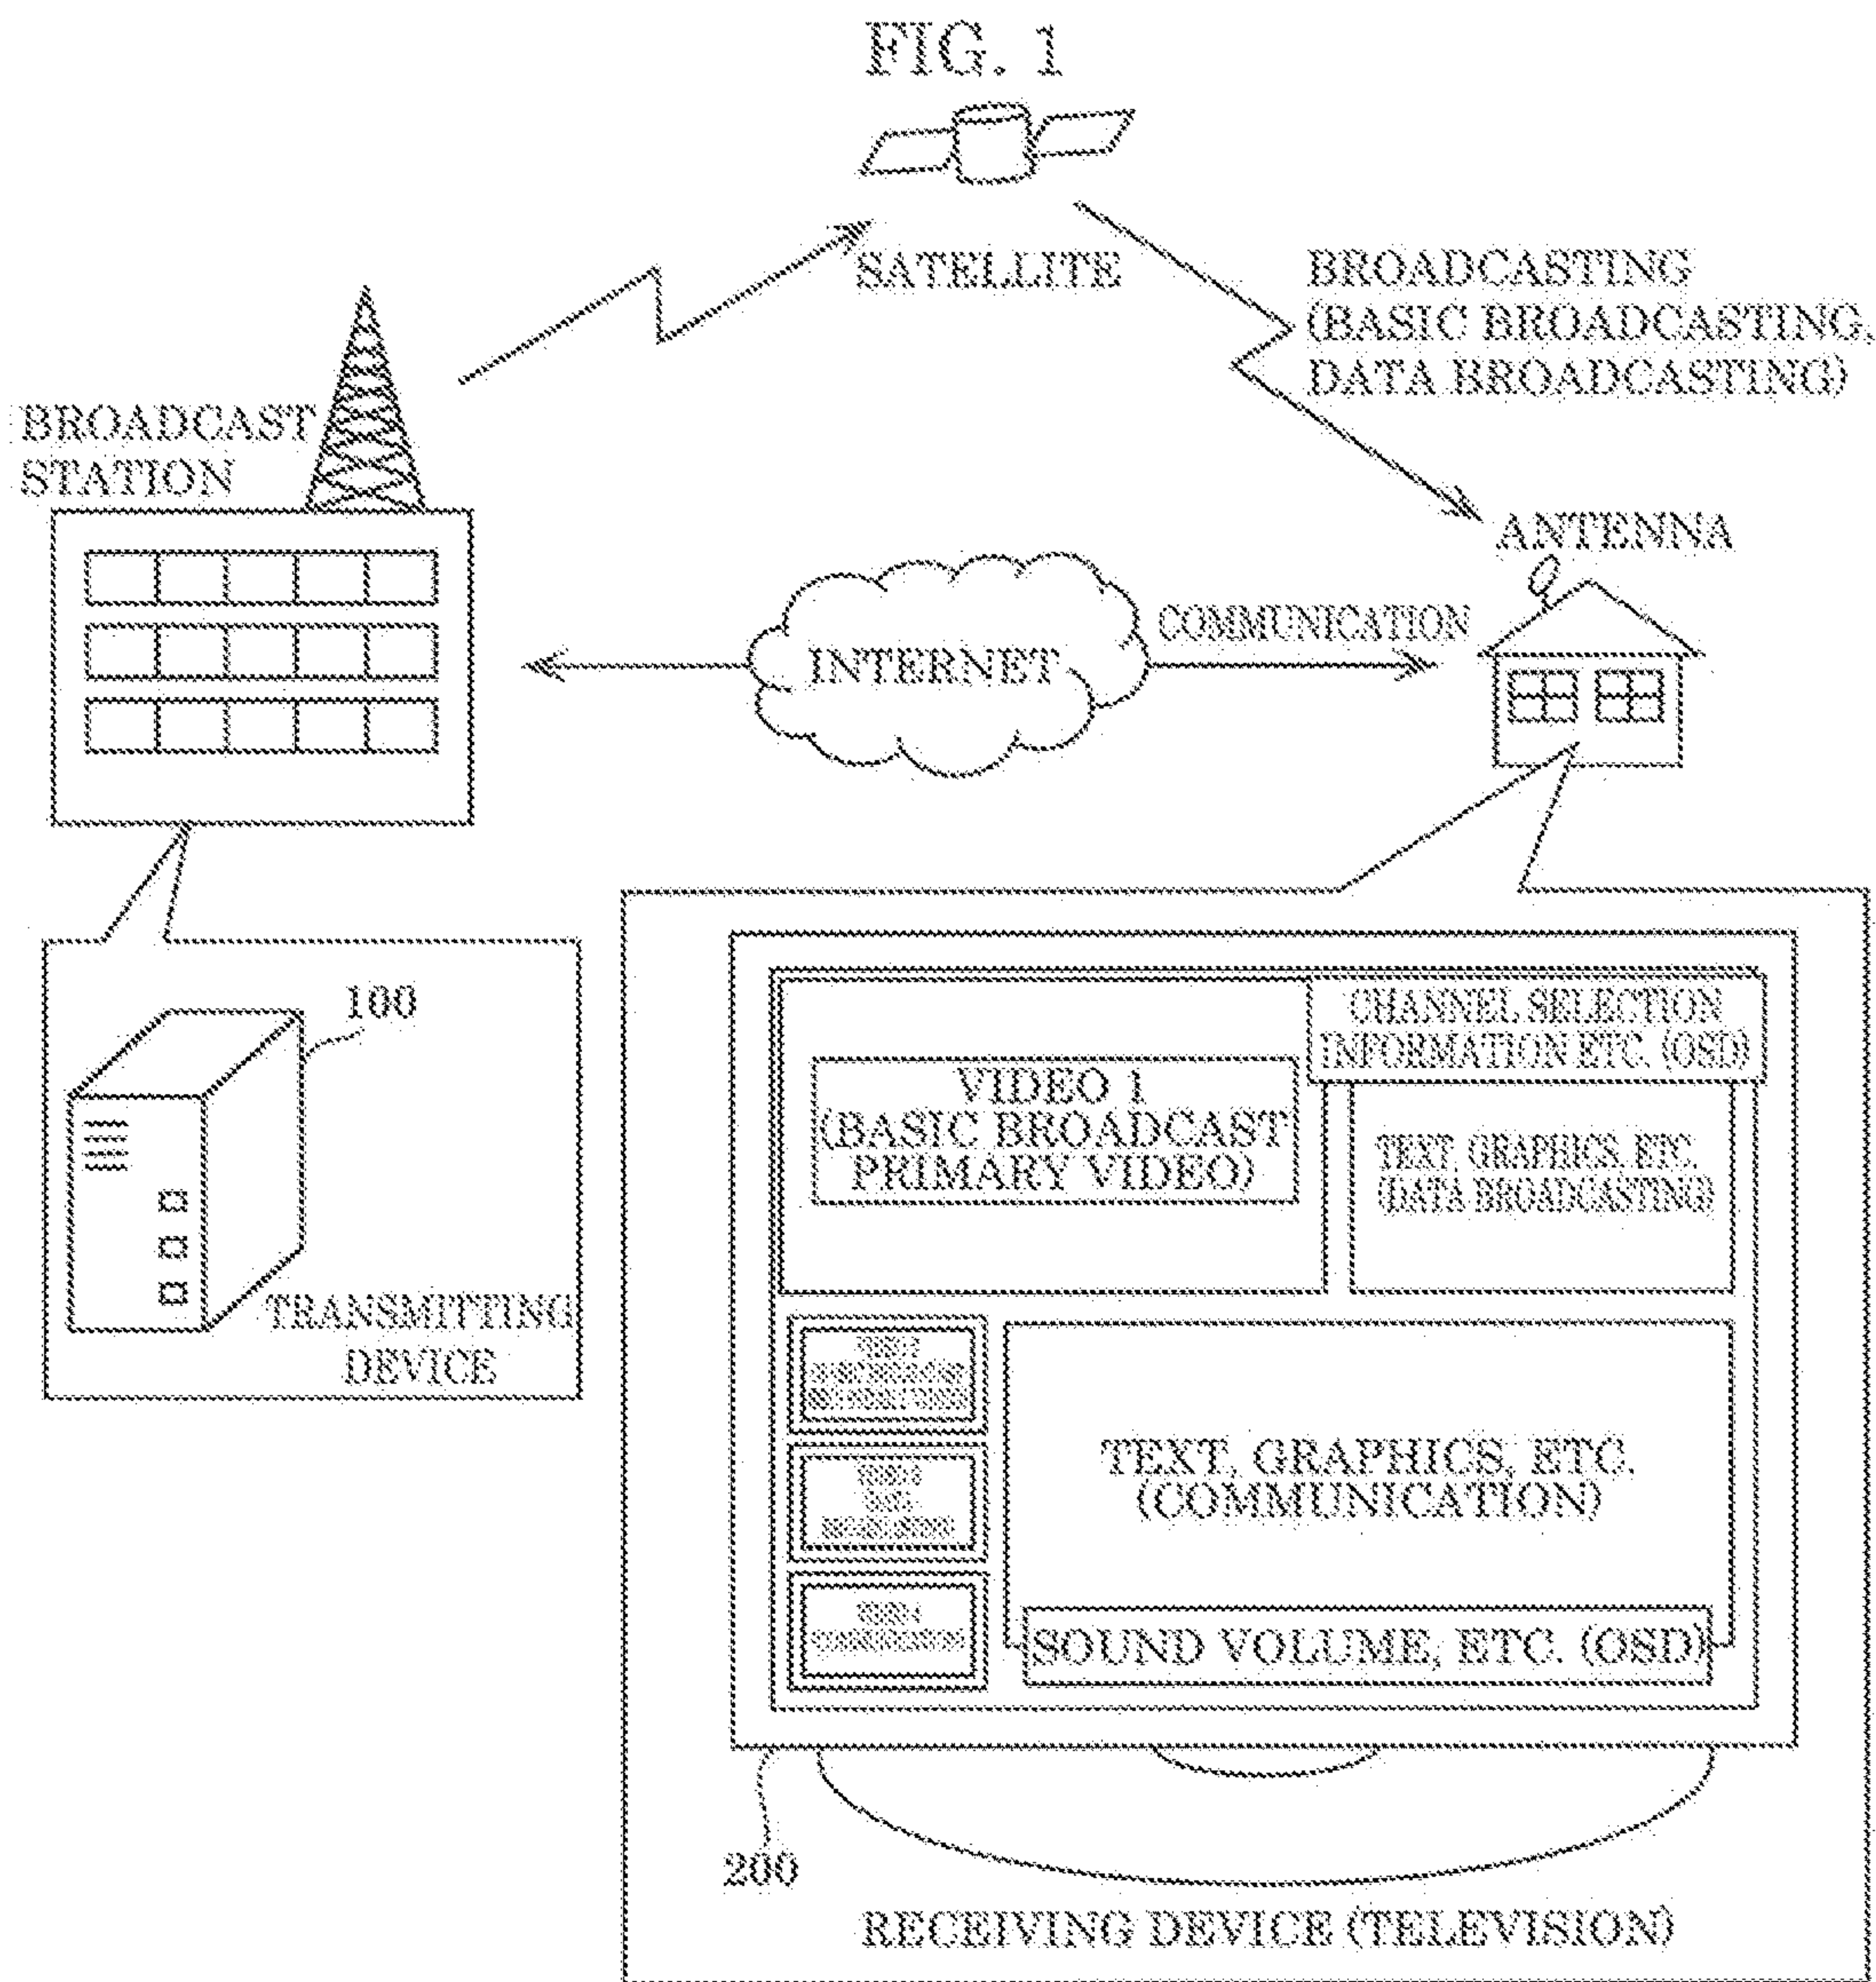 FIG. 1
SATELLITE
BROADCASTING
(BASIC BROADCASTING,
DATA BROADCASTING)
BROADCAST
STATION
ANTENNA
COMMUNICATION
INTERNET
100
TRANSMITTING
DEVICE
CHANNEL SELECTION
INFORMATION ETC. (OSD)
VIDEO 1
(BASIC BROADCAST
PRIMARY VIDEO)
TEXT, GRAPHICS, ETC.
(DATA BROADCASTING)
TEXT, GRAPHICS, ETC.
(COMMUNICATION)
SOUND VOLUME, ETC. (OSD)
200
RECEIVING DEVICE (TELEVISION)